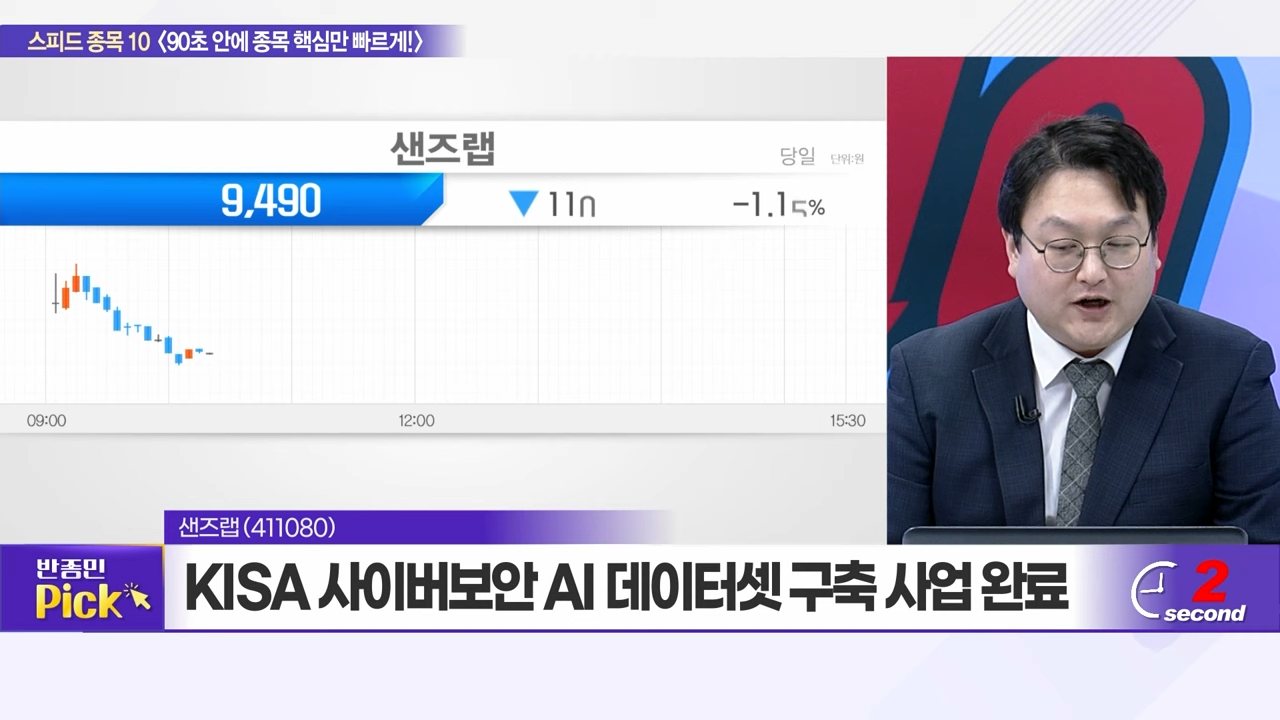 스피드 종목 10 〈90초 안에 종목 핵심만 빠르게!〉
샌즈랩
당일 단위:원
9,490 ▼ 110 -1.15%
09:00 12:00 15:30
샌즈랩(411080)
반종민
Pick
KISA 사이버보안 AI 데이터셋 구축 사업 완료
2
second